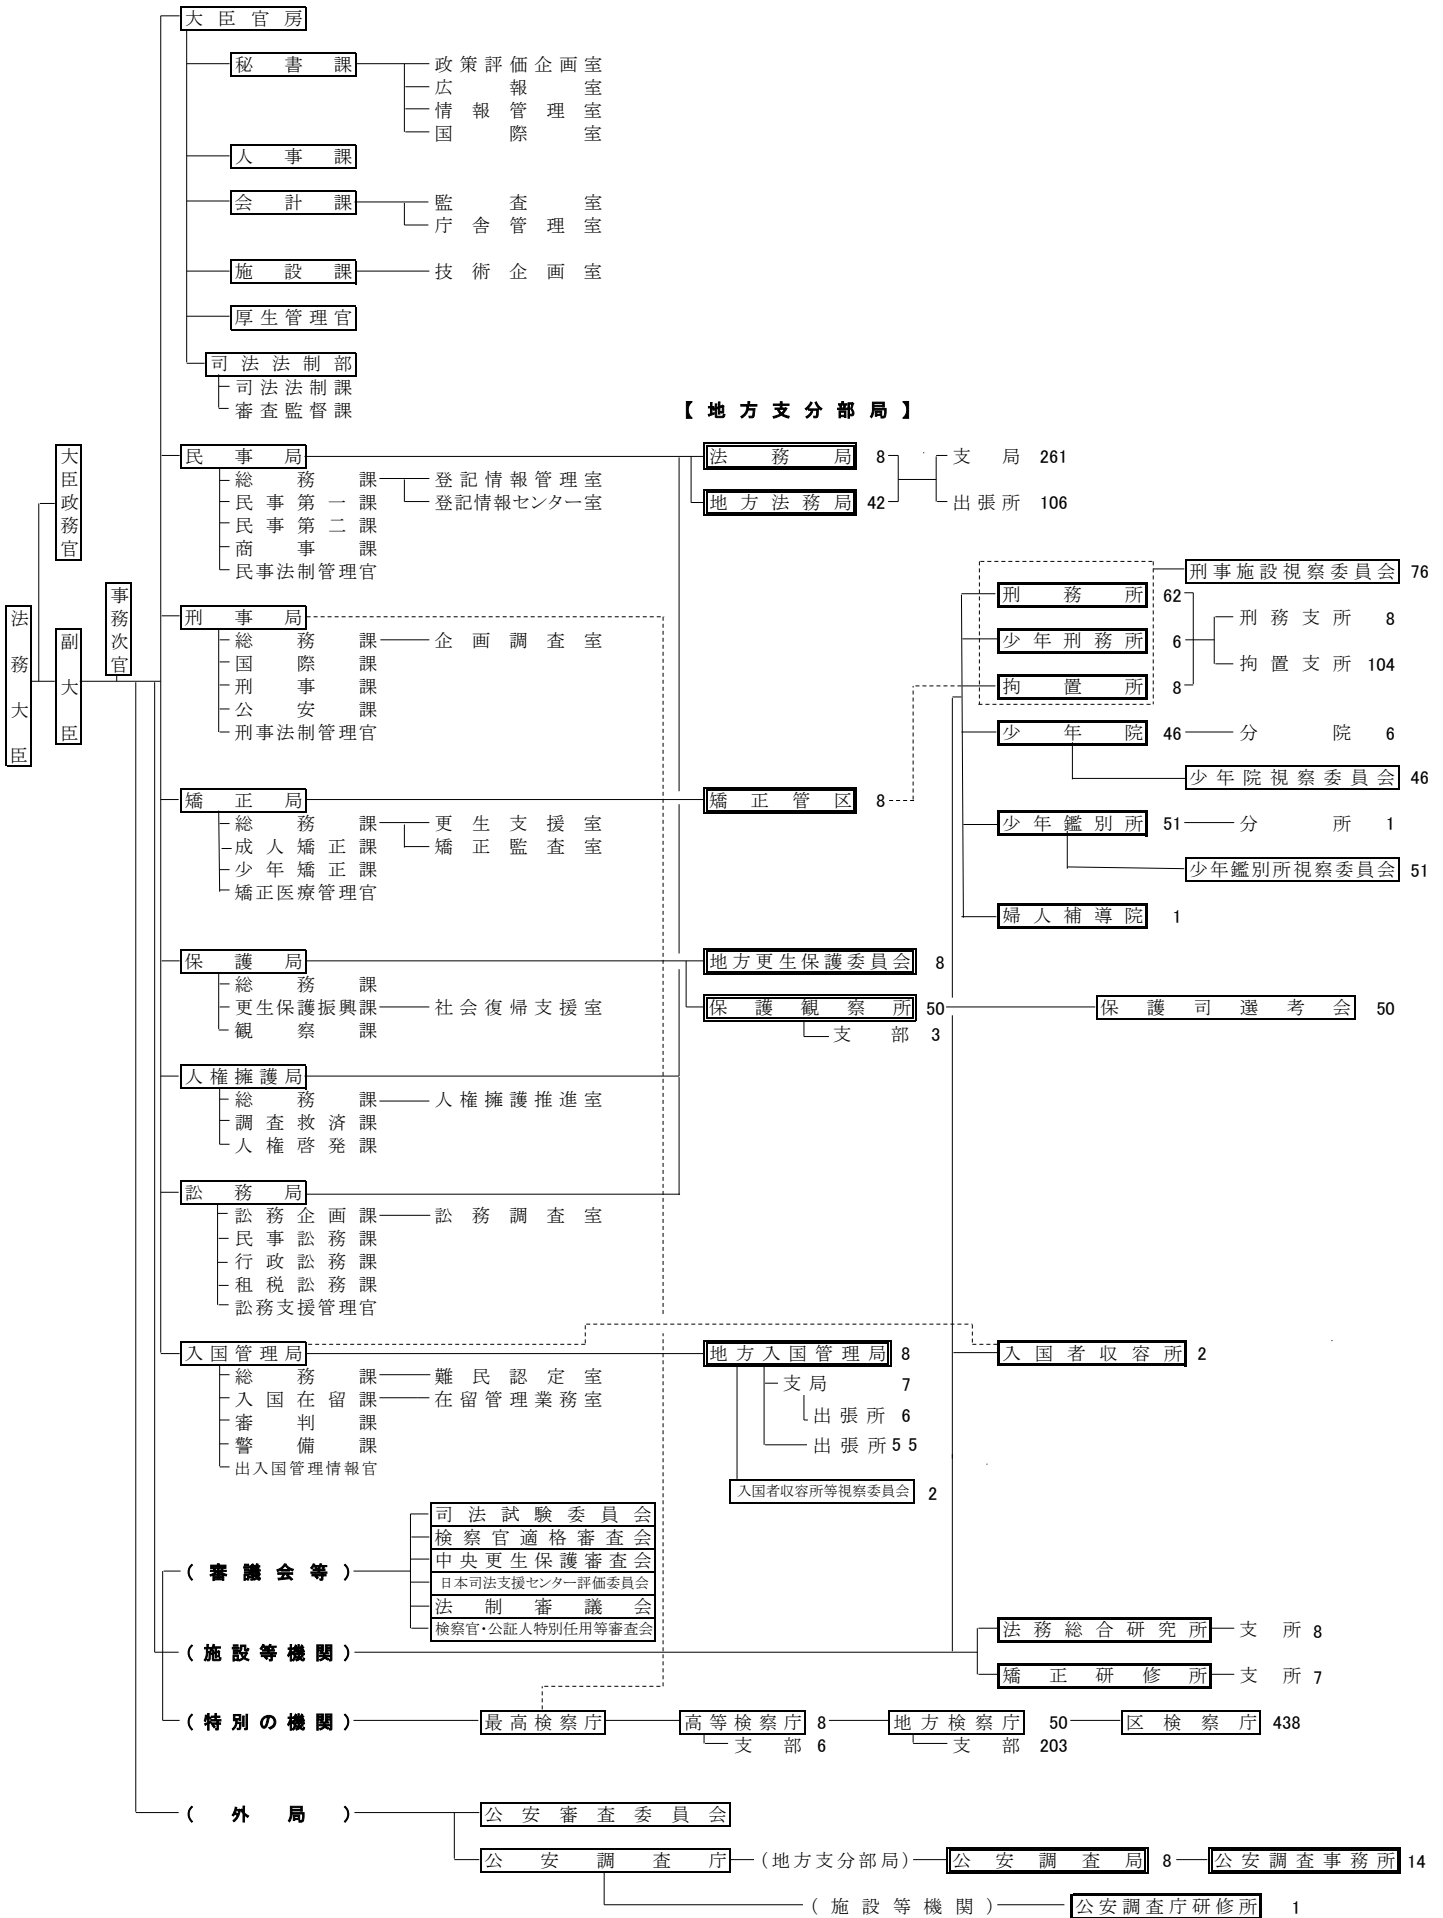 大臣官房
秘書課 政策評価企画室
広報室
情報管理室
国際室
人事課
会計課 監査室
庁舎管理室
施設課 技術企画室
厚生管理官
司法法制部
司法法制課
審査監督課
【地方支分部局】
法務大臣
大臣政務官
副大臣
事務次官
民事局 法務局 8 支局 261
総務課 登記情報管理室
民事第一課 登記情報センター室 地方法務局 42 出張所 106
民事第二課
商事課
民事法制管理官
刑事施設視察委員会 76
刑務所 62
刑務支所 8
少年刑務所 6
拘置支所 104
拘置所 8
少年院 46 分院 6
少年院視察委員会 46
少年鑑別所 51 分所 1
少年鑑別所視察委員会 51
婦人補導院 1
刑事局
総務課 企画調査室
国際課
刑事課
公安課
刑事法制管理官
矯正局 矯正管区 8
総務課 更生支援室
成人矯正課 矯正監査室
少年矯正課
矯正医療管理官
保護局 地方更生保護委員会 8
総務課
更生保護振興課 社会復帰支援室 保護観察所 50 保護司選考会 50
観察課 支部 3
人権擁護局
総務課 人権擁護推進室
調査救済課
人権啓発課
訟務局
訟務企画課 訟務調査室
民事訟務課
行政訟務課
租税訟務課
訟務支援管理官
入国管理局 地方入国管理局 8 入国者収容所 2
総務課 難民認定室 支局 7
入国在留課 在留管理業務室
審判課 出張所 6
警備課 出張所 55
出入国管理情報官
入国者収容所等視察委員会 2
(審議会等)
司法試験委員会
検察官適格審査会
中央更生保護審査会
日本司法支援センター評価委員会
法制審議会
検察官・公証人特別任用等審査会
(施設等機関)
法務総合研究所 支所 8
矯正研修所 支所 7
(特別の機関) 最高検察庁 高等検察庁 8 地方検察庁 50 区検察庁 438
支部 6 支部 203
(外局) 公安審査委員会
公安調査庁 (地方支分部局) 公安調査局 8 公安調査事務所 14
(施設等機関) 公安調査庁研修所 1